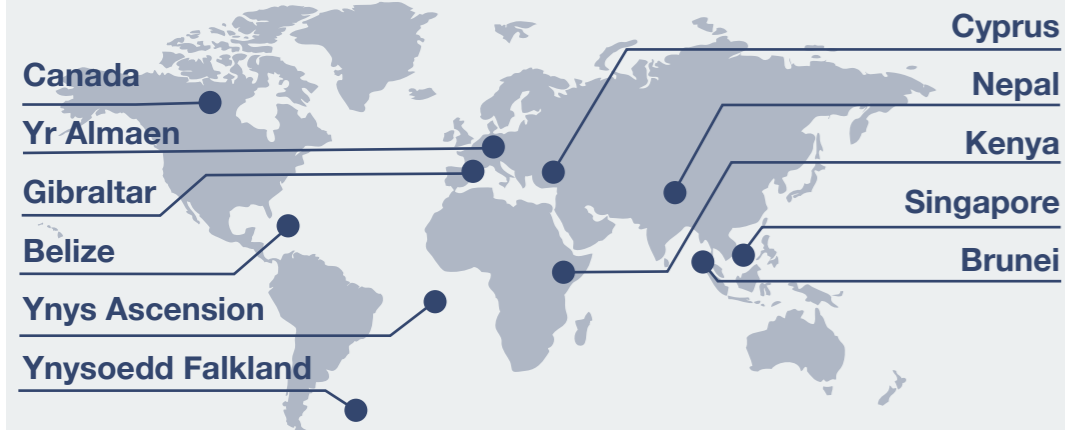 Canada
Yr Almaen
Gibraltar
Belize
Ynys Ascension
Ynysoedd Falkland
Cyprus
Nepal
Kenya
Singapore
Brunei